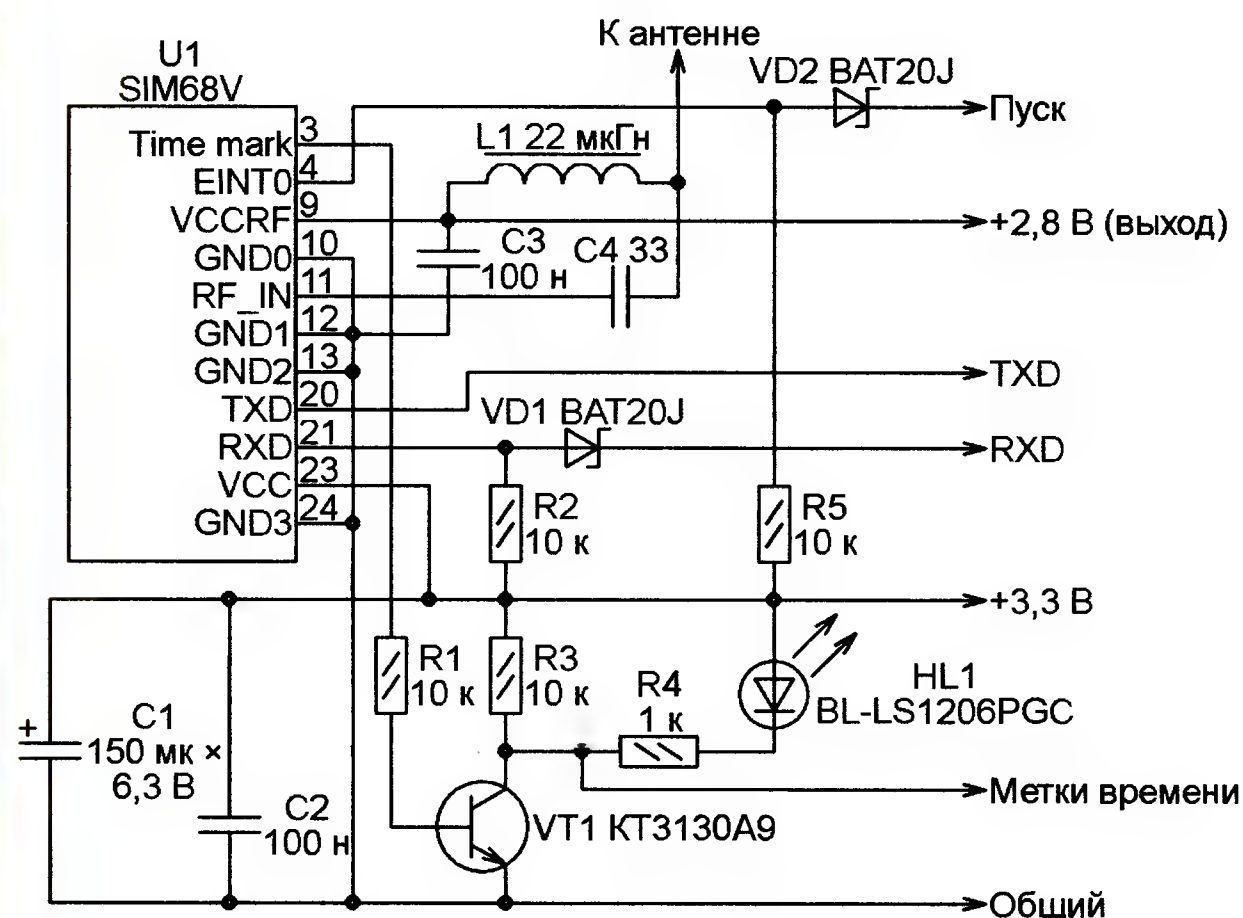 К антенне
U1
SIM68V
VD2 BAT20J
Пуск
Time mark 3
L1 22 мкГн
EINT0 4
VCCRF 9
+2,8 В (выход)
GND0 10
C3
100 н
C4 33
RF_IN 11
GND1 12
GND2 13
TXD
TXD 20
VD1 BAT20J
RXD 21
RXD
VCC 23
R2
10 к
R5
10 к
GND3 24
+3,3 В
R1
10 к
R3
10 к
R4
1 к
HL1
BL-LS1206PGC
+
C1
150 мк ×
6,3 В
Метки времени
C2
100 н
VT1 КТ3130А9
Общий